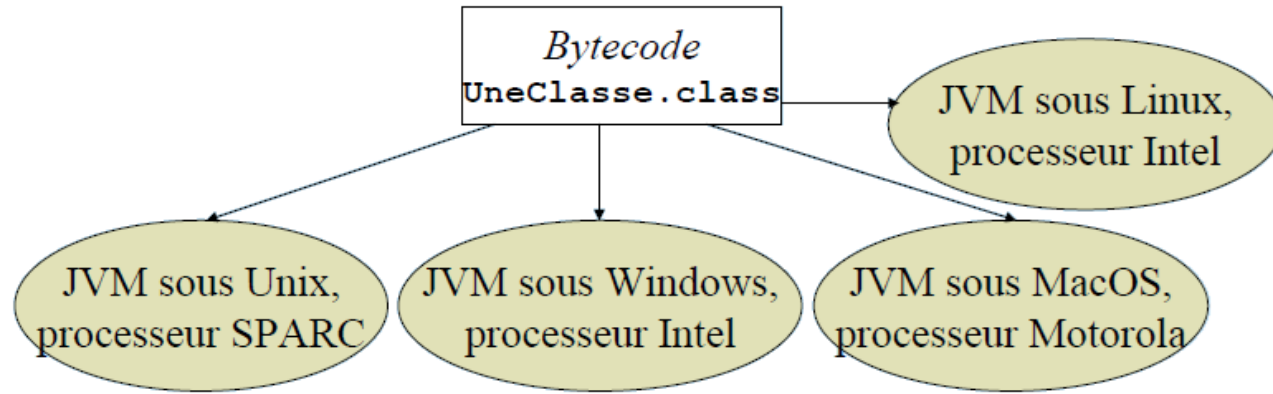 Bytecode
UneClasse.class
JVM sous Linux,
processeur Intel
JVM sous Unix,
processeur SPARC
JVM sous Windows,
processeur Intel
JVM sous MacOS,
processeur Motorola